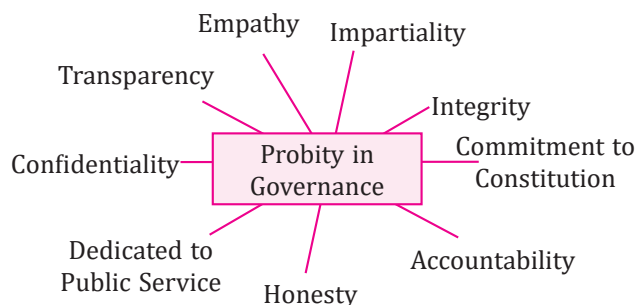 Empathy
Impartiality
Transparency
Integrity
Confidentiality
Probity in
Governance
Commitment to
Constitution
Dedicated to
Public Service
Honesty
Accountability